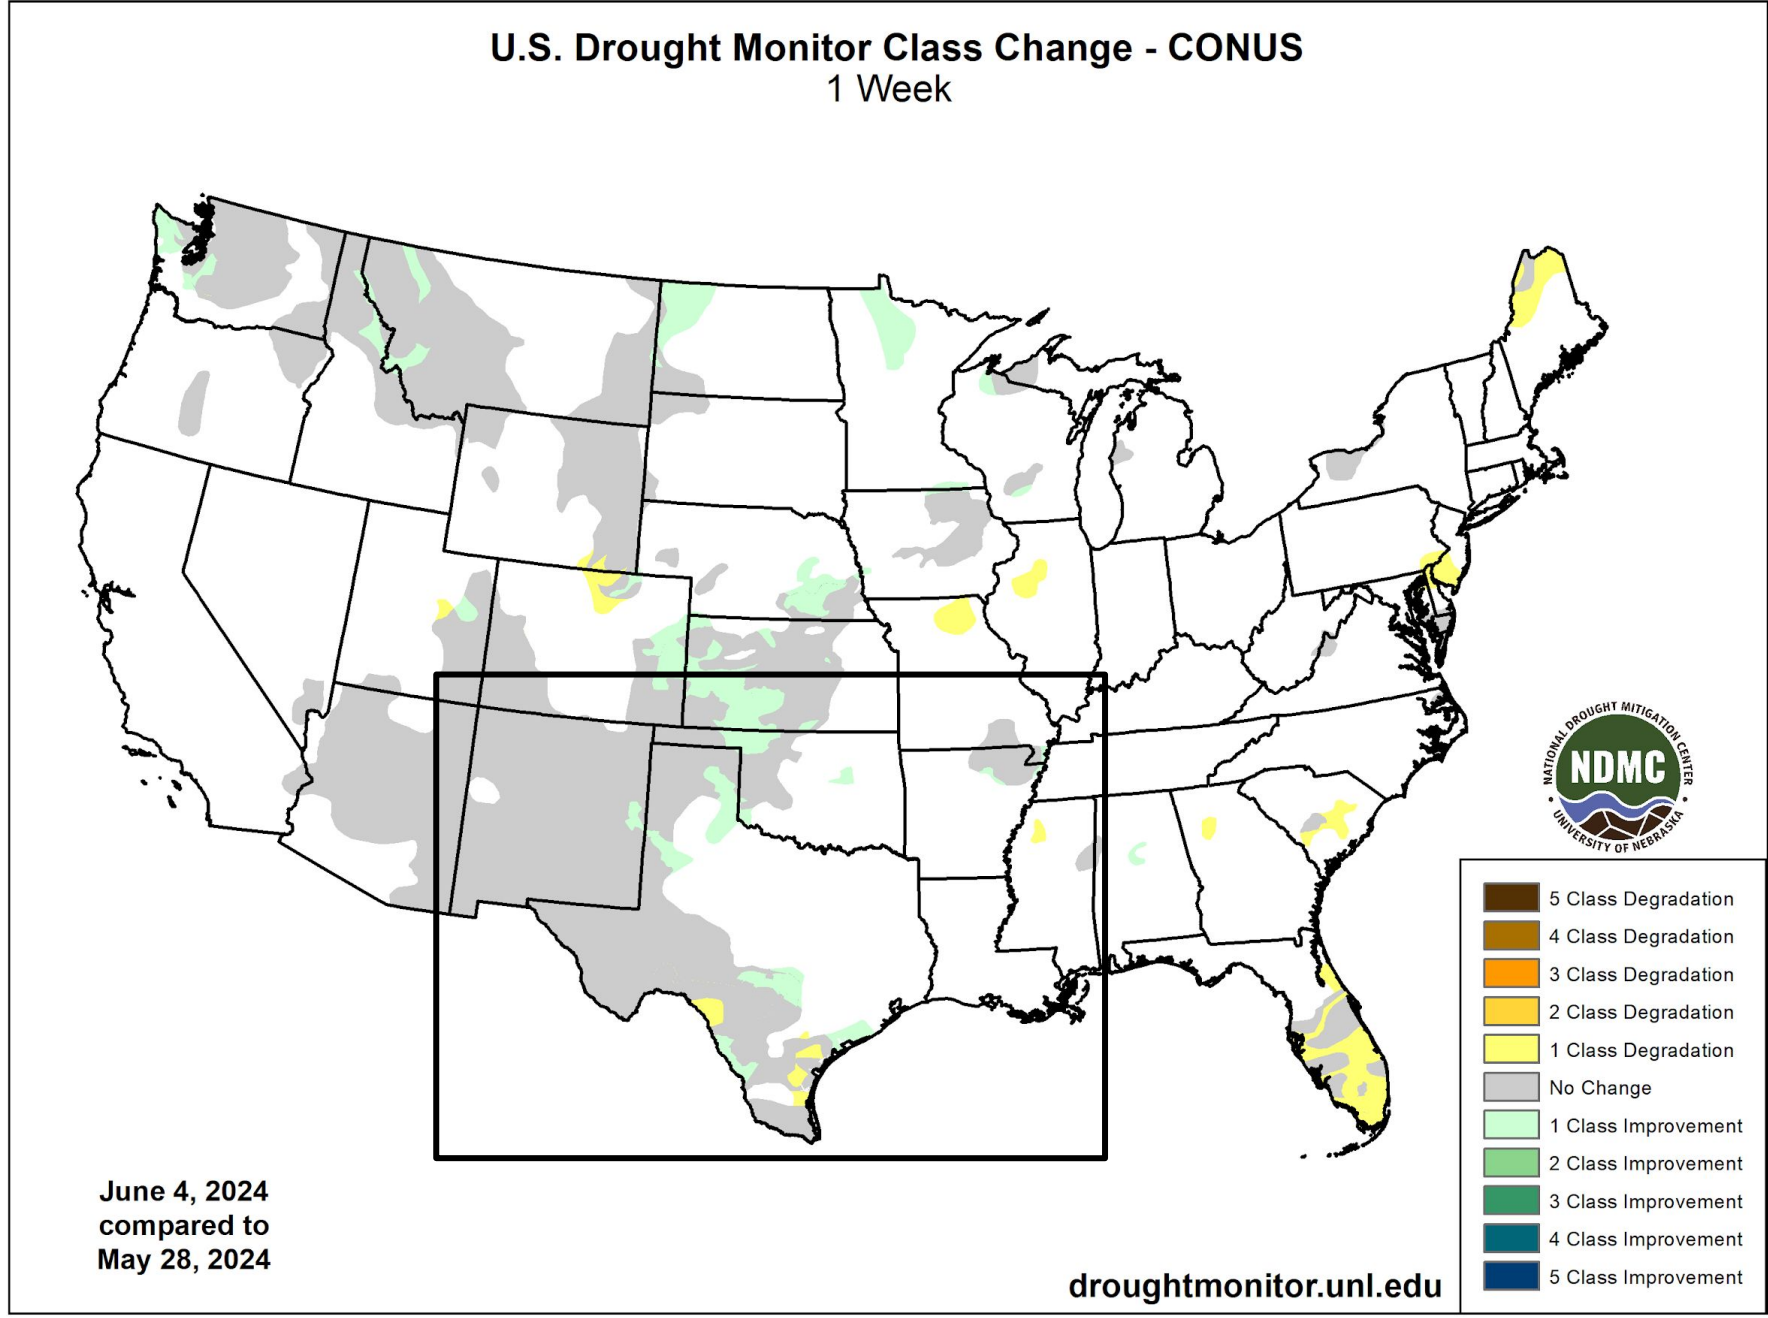 U.S. Drought Monitor Class Change - CONUS
1 Week
NATIONAL DROUGHT MITIGATION CENTER
NDMC
UNIVERSITY OF NEBRASKA
5 Class Degradation
4 Class Degradation
3 Class Degradation
2 Class Degradation
1 Class Degradation
No Change
1 Class Improvement
2 Class Improvement
3 Class Improvement
4 Class Improvement
5 Class Improvement
June 4, 2024
compared to
May 28, 2024
droughtmonitor.unl.edu